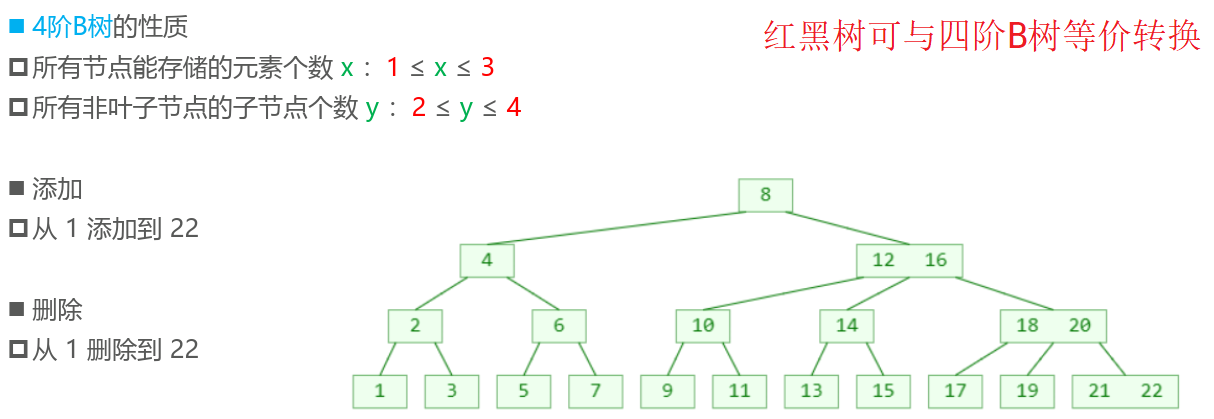 4阶B树的性质
红黑树可与四阶B树等价转换
所有节点能存储的元素个数 x ： 1 ≤ x ≤ 3
所有非叶子节点的子节点个数 y ： 2 ≤ y ≤ 4
添加
从 1 添加到 22
删除
从 1 删除到 22
8
4 12 16
2 6 10 14 18 20
1 3 5 7 9 11 13 15 17 19 21 22